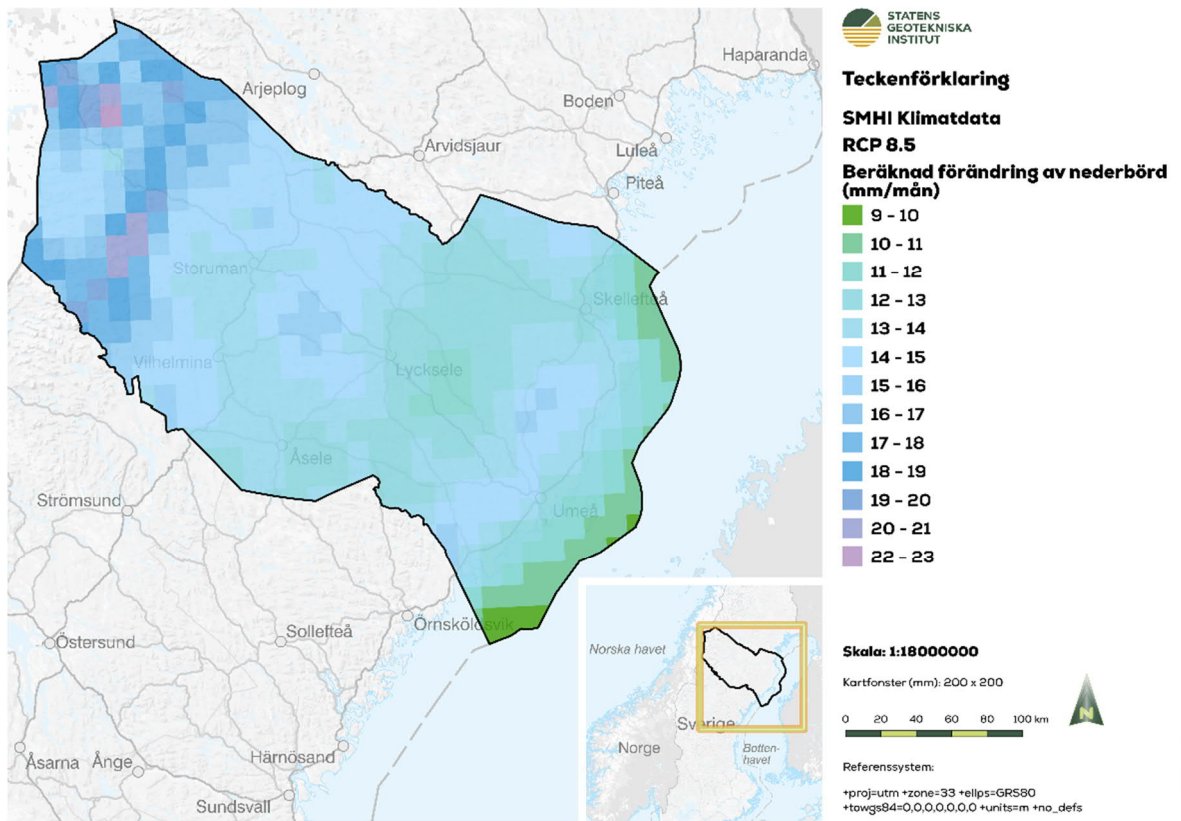 STATENS
GEOTEKNISKA
INSTITUT
Haparanda
Arjeplog
Boden
Teckenförklaring
SMHI Klimatdata
RCP 8.5
Beräknad förändring av nederbörd
(mm/mån)
Arvidsjaur
Luleå
Piteå
9 – 10
10 – 11
11 – 12
12 – 13
13 – 14
14 – 15
15 – 16
16 – 17
17 – 18
18 – 19
19 – 20
20 – 21
22 – 23
Storuman
Skellefteå
Vilhelmina
Lycksele
Åsele
Strömsund
Umeå
Örnsköldsvik
Sollefteå
Östersund
Norska havet
Sverige
Norge
Botten-
havet
Härnösand
Åsarna
Ånge
Sundsvall
Skala: 1:18000000
Kartfonster (mm): 200 x 200
0 20 40 60 80 100 km
N
Referenssystem:
+proj=utm +zone=33 +ellps=GRS80
+towgs84=0,0,0,0,0,0,0 +units=m +no_defs